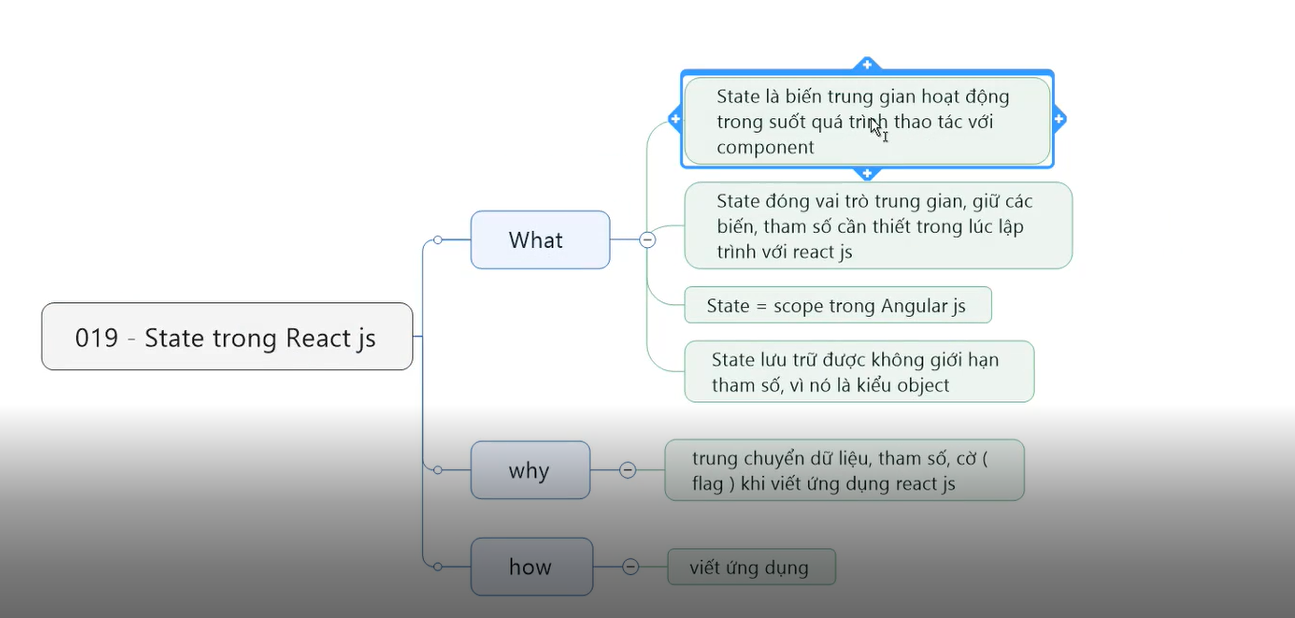 State là biến trung gian hoạt động
trong suốt quá trình thao tác với
component
State đóng vai trò trung gian, giữ các
biến, tham số cần thiết trong lúc lập
trình với react js
What
State = scope trong Angular js
019 - State trong React js
State lưu trữ được không giới hạn
tham số, vì nó là kiểu object
why
trung chuyển dữ liệu, tham số, cờ (
flag ) khi viết ứng dụng react js
how
viết ứng dụng